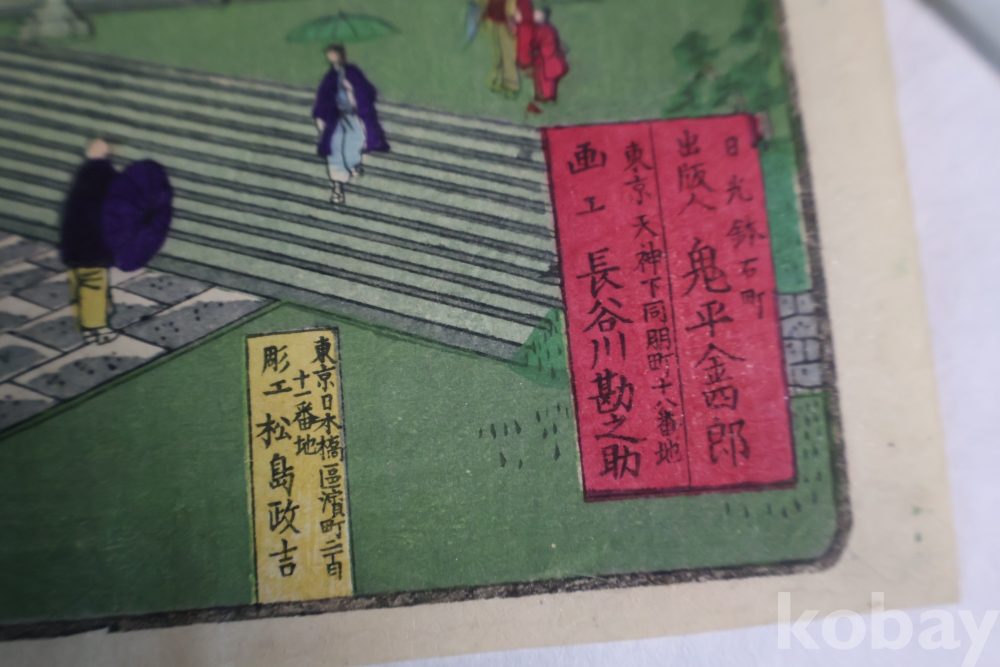 日光鉢石町
出版人 鬼平金四郎
東京天神下同朋町十八番地
画工 長谷川勘之助
東京日本橋區濱町二丁目
十一番地
彫工 松島政吉
kobay